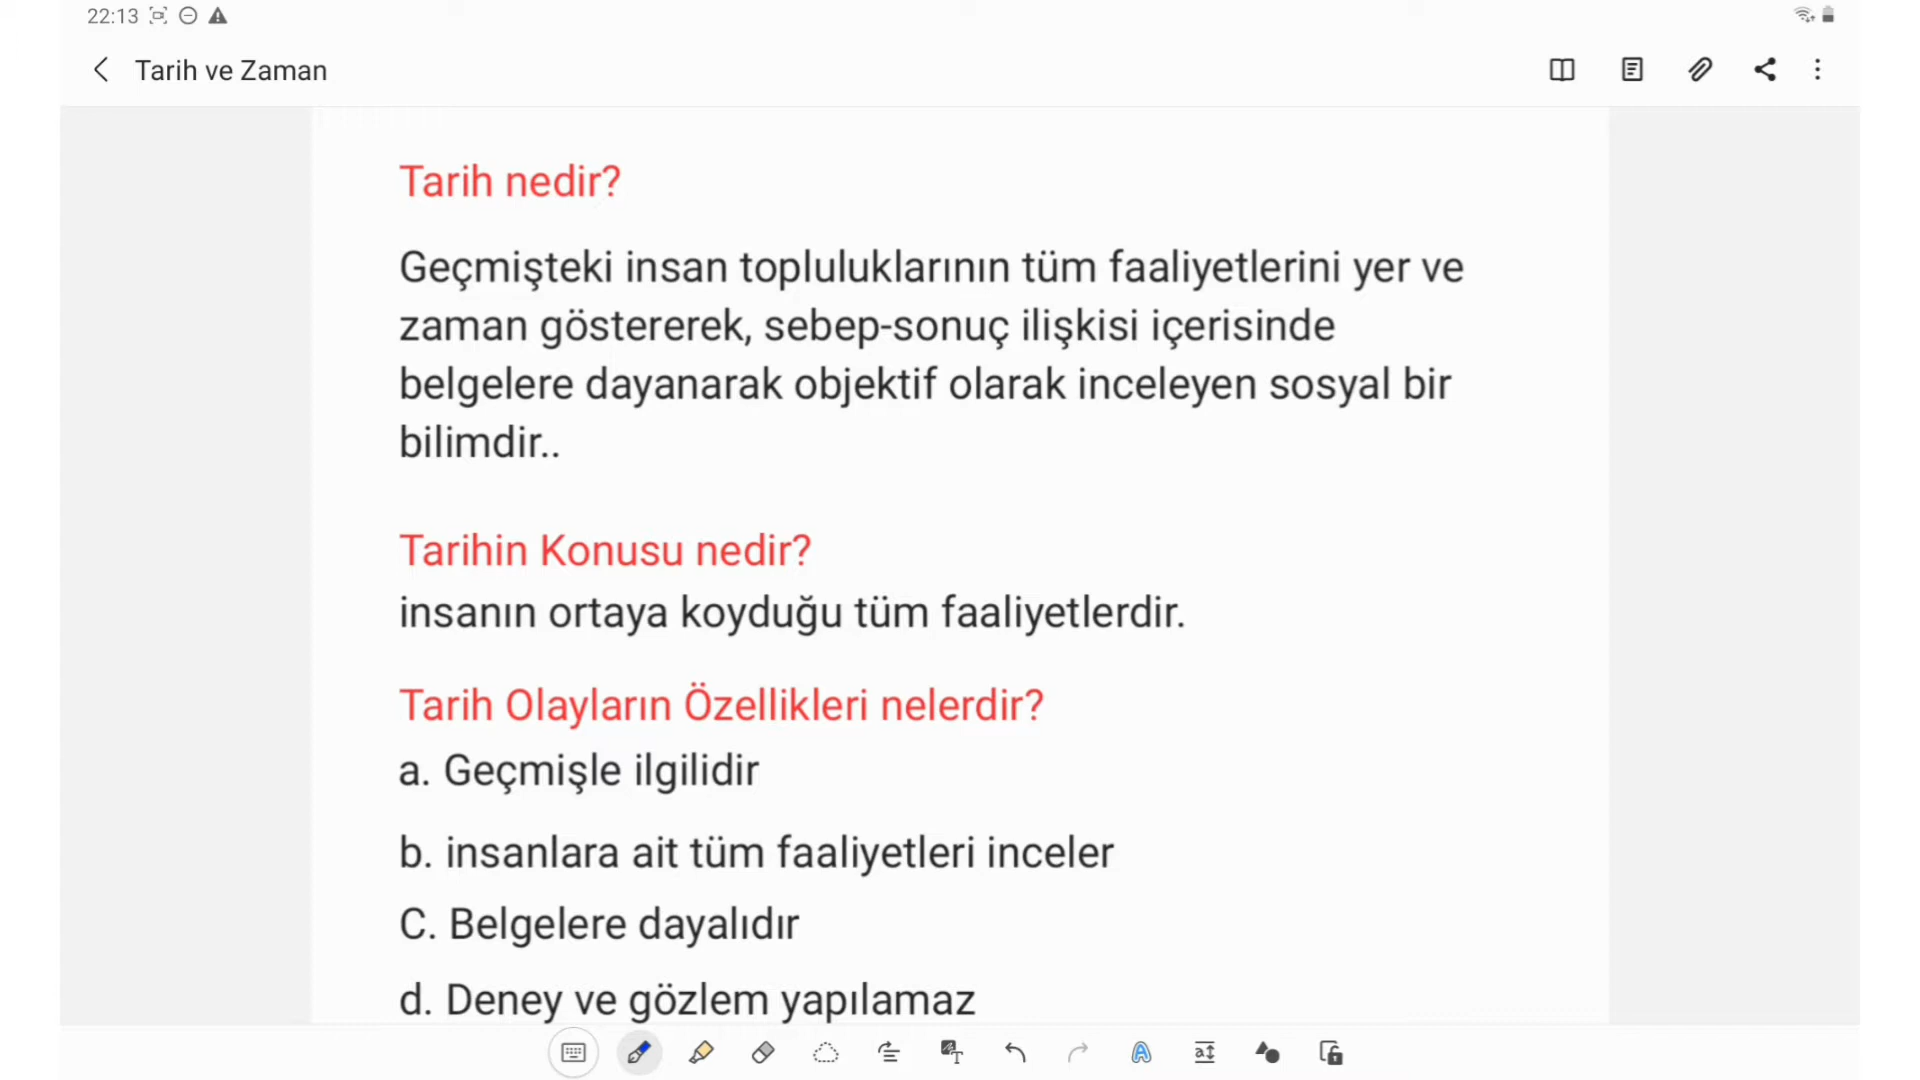 22:13
Tarih ve Zaman
Tarih nedir?
Geçmişteki insan topluluklarının tüm faaliyetlerini yer ve
zaman göstererek, sebep-sonuç ilişkisi içerisinde
belgelere dayanarak objektif olarak inceleyen sosyal bir
bilimdir..
Tarihin Konusu nedir?
insanın ortaya koyduğu tüm faaliyetlerdir.
Tarih Olayların Özellikleri nelerdir?
a. Geçmişle ilgilidir
b. insanlara ait tüm faaliyetleri inceler
C. Belgelere dayalıdır
d. Deney ve gözlem yapılamaz